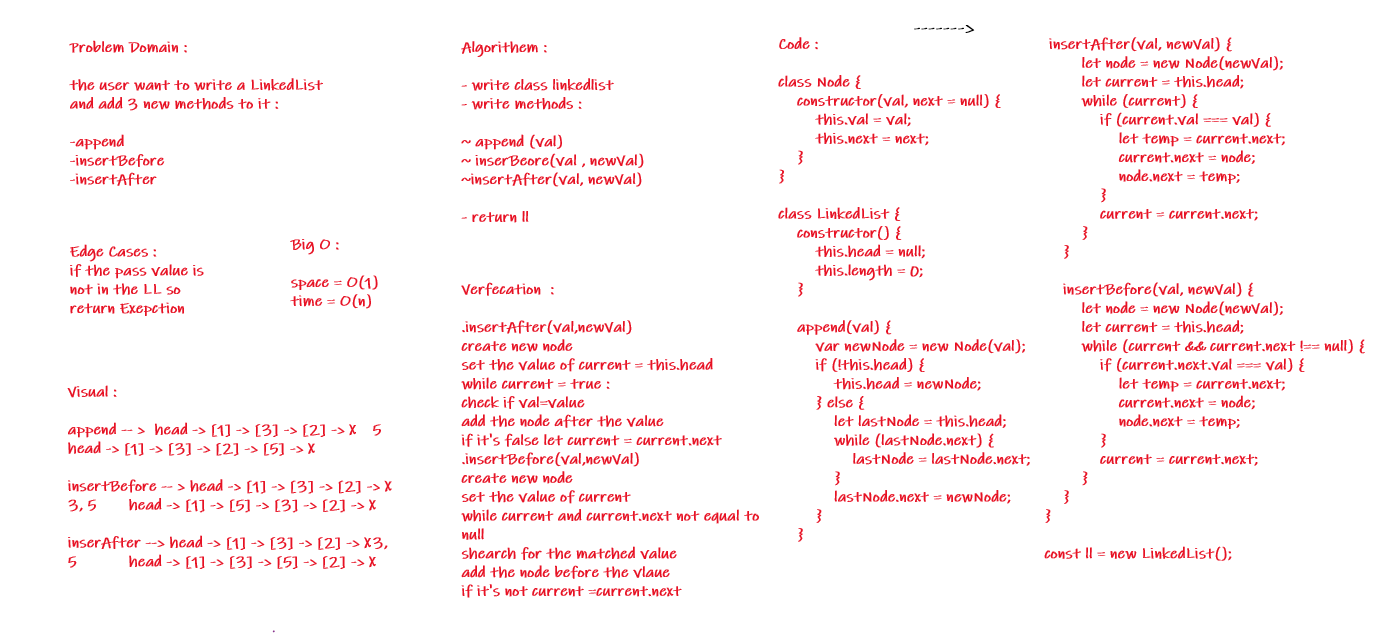 Problem Domain :
the user want to write a LinkedList
and add 3 new methods to it :
-append
-insertBefore
-insertAfter
Edge Cases :
if the pass value is
not in the LL so
return Exepction
Big O :
space = O(1)
time = O(n)
Visual :
append -- > head -> [1] -> [3] -> [2] -> X 5
head -> [1] -> [3] -> [2] -> [5] -> X
insertBefore -- > head -> [1] -> [3] -> [2] -> X
3, 5 head -> [1] -> [5] -> [3] -> [2] -> X
inserAfter --> head -> [1] -> [3] -> [2] -> X3,
5 head -> [1] -> [3] -> [5] -> [2] -> X
Algorithem :
- write class linkedlist
- write methods :
~ append (val)
~ inserBeore(val , newVal)
~insertAfter(val, newVal)
- return ll
Verfecation :
.insertAfter(val,newVal)
create new node
set the value of current = this.head
while current = true :
check if val=value
add the node after the value
if it's false let current = current.next
.insertBefore(val,newVal)
create new node
set the value of current
while current and current.next not equal to
null
shearch for the matched value
add the node before the vlaue
if it's not current =current.next
------->
Code :
class Node {
constructor(val, next = null) {
this.val = val;
this.next = next;
}
}
class LinkedList {
constructor() {
this.head = null;
this.length = 0;
}
append(val) {
var newNode = new Node(val);
if (!this.head) {
this.head = newNode;
} else {
let lastNode = this.head;
while (lastNode.next) {
lastNode = lastNode.next;
}
lastNode.next = newNode;
}
}
insertAfter(val, newVal) {
let node = new Node(newVal);
let current = this.head;
while (current) {
if (current.val === val) {
let temp = current.next;
current.next = node;
node.next = temp;
}
current = current.next;
}
}
insertBefore(val, newVal) {
let node = new Node(newVal);
let current = this.head;
while (current && current.next !== null) {
if (current.next.val === val) {
let temp = current.next;
current.next = node;
node.next = temp;
}
current = current.next;
}
}
}
const ll = new LinkedList();